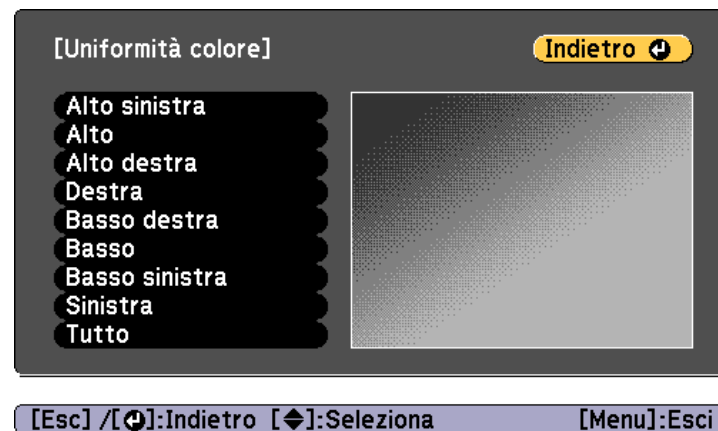 [Uniformità colore]
Indietro
Alto sinistra
Alto
Alto destra
Destra
Basso destra
Basso
Basso sinistra
Sinistra
Tutto
[Esc] /[⏎]:Indietro [◆]:Seleziona [Menu]:Esci